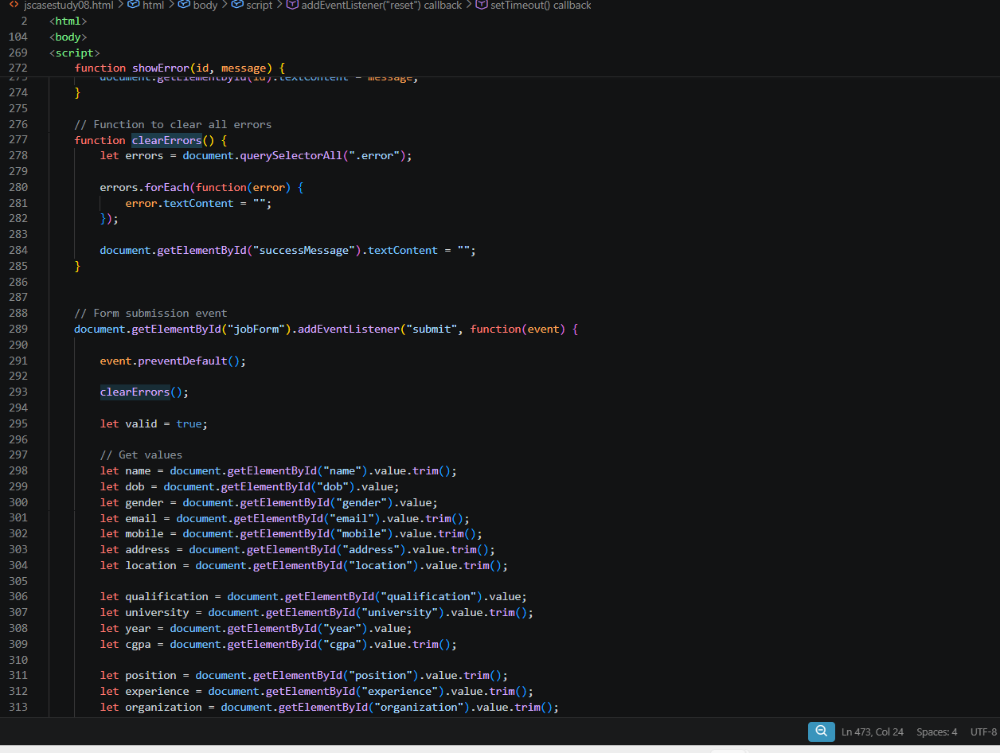 jscasestudy08.html > html > body > script > addEventListener("reset") callback > setTimeout() callback
2 <html>
104 <body>
269 <script>
272 function showError(id, message) {
273 document.getElementById(id).textContent = message;
274 }
275
276 // Function to clear all errors
277 function clearErrors() {
278 let errors = document.querySelectorAll(".error");
279
280 errors.forEach(function(error) {
281 error.textContent = "";
282 });
283
284 document.getElementById("successMessage").textContent = "";
285 }
286
287
288 // Form submission event
289 document.getElementById("jobForm").addEventListener("submit", function(event) {
290
291 event.preventDefault();
292
293 clearErrors();
294
295 let valid = true;
296
297 // Get values
298 let name = document.getElementById("name").value.trim();
299 let dob = document.getElementById("dob").value;
300 let gender = document.getElementById("gender").value;
301 let email = document.getElementById("email").value.trim();
302 let mobile = document.getElementById("mobile").value.trim();
303 let address = document.getElementById("address").value.trim();
304 let location = document.getElementById("location").value.trim();
305
306 let qualification = document.getElementById("qualification").value;
307 let university = document.getElementById("university").value.trim();
308 let year = document.getElementById("year").value;
309 let cgpa = document.getElementById("cgpa").value.trim();
310
311 let position = document.getElementById("position").value.trim();
312 let experience = document.getElementById("experience").value.trim();
313 let organization = document.getElementById("organization").value.trim();
Ln 473, Col 24 Spaces: 4 UTF-8